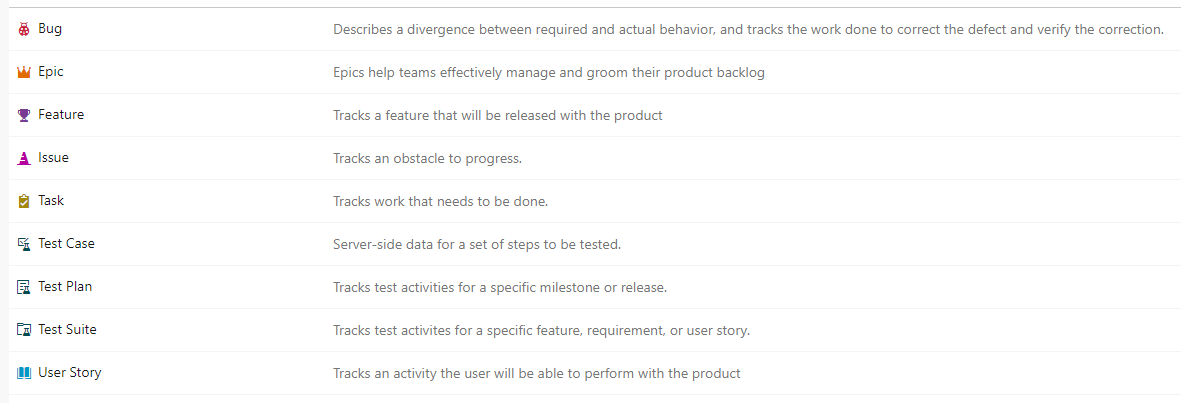 Bug Describes a divergence between required and actual behavior, and tracks the work done to correct the defect and verify the correction.
Epic Epics help teams effectively manage and groom their product backlog
Feature Tracks a feature that will be released with the product
Issue Tracks an obstacle to progress.
Task Tracks work that needs to be done.
Test Case Server-side data for a set of steps to be tested.
Test Plan Tracks test activities for a specific milestone or release.
Test Suite Tracks test activites for a specific feature, requirement, or user story.
User Story Tracks an activity the user will be able to perform with the product